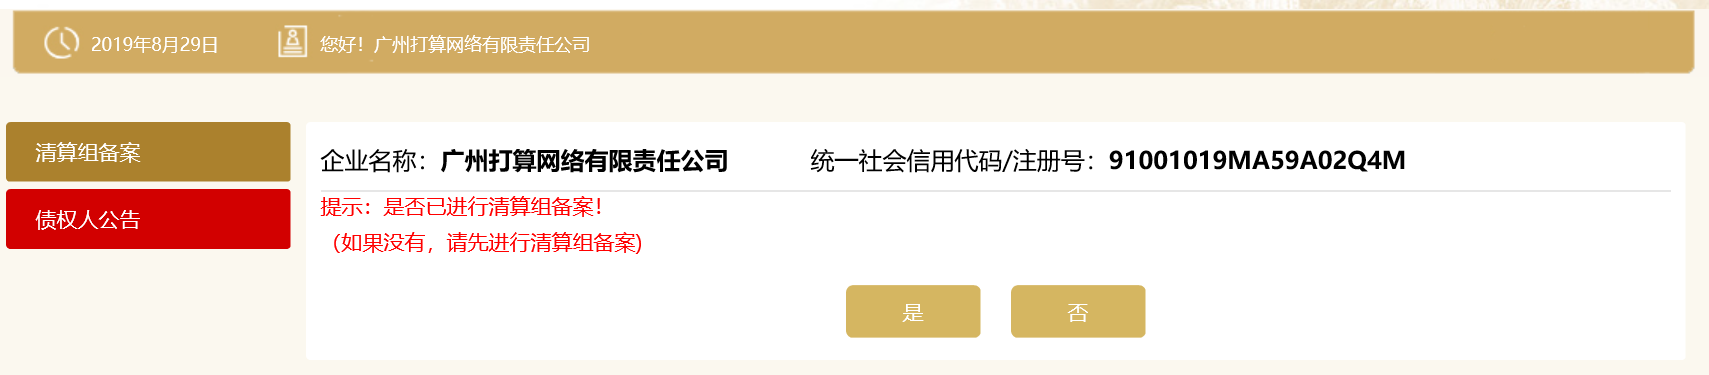 2019年8月29日 您好！广州打算网络有限责任公司
清算组备案
债权人公告
企业名称：广州打算网络有限责任公司 统一社会信用代码/注册号：91001019MA59A02Q4M
提示：是否已进行清算组备案！
（如果没有，请先进行清算组备案)
是 否